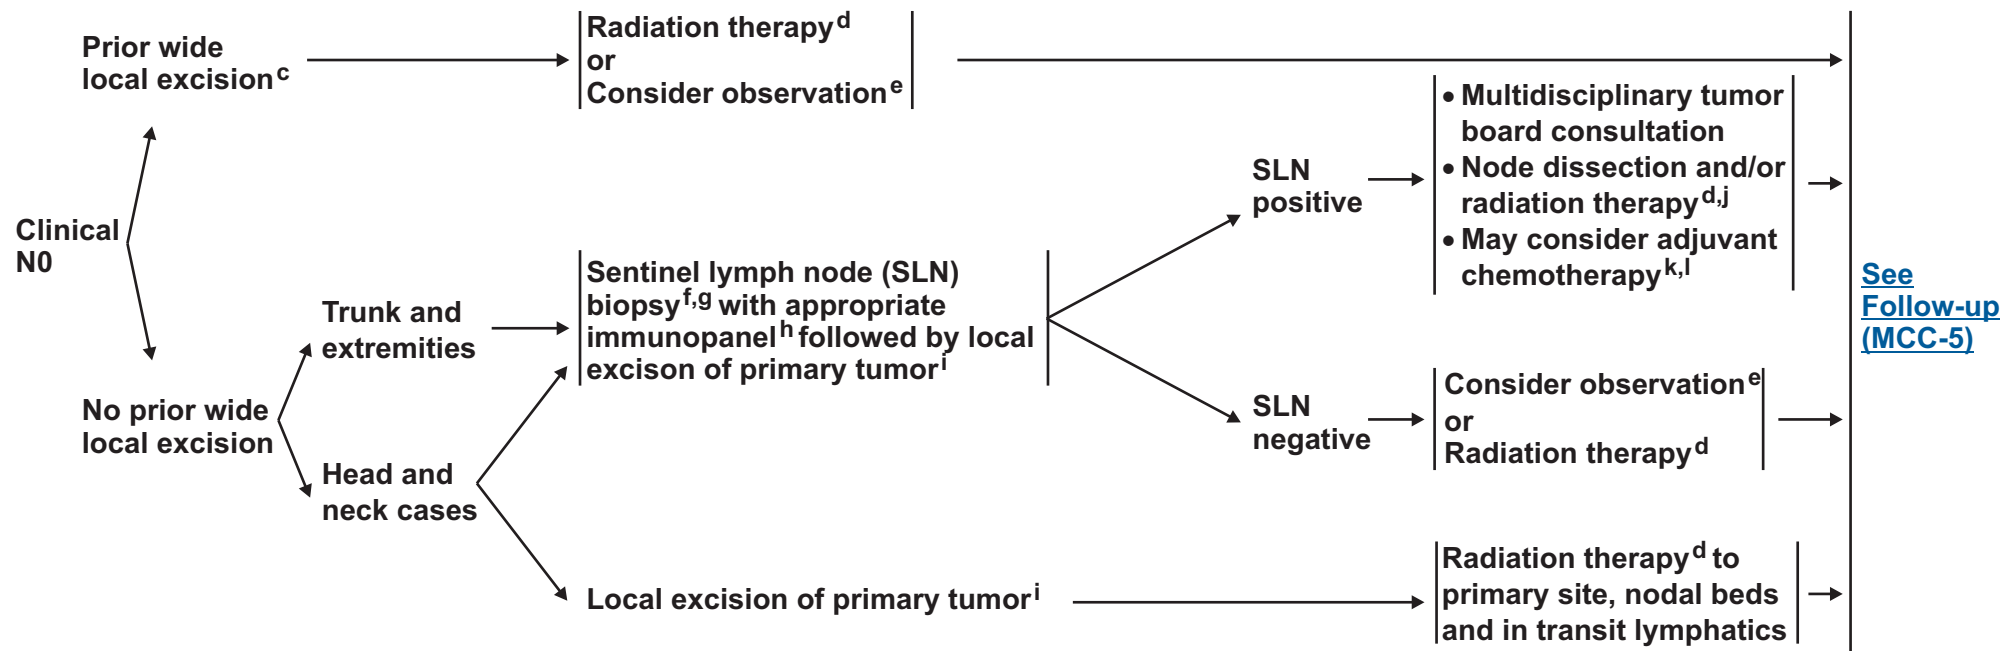 Prior wide
local excision c
Radiation therapy d
or
Consider observation e
Clinical
N0
No prior wide
local excision
Trunk and
extremities
Head and
neck cases
Sentinel lymph node (SLN)
biopsy f,g with appropriate
immunopanel h followed by local
excison of primary tumor i
Local excision of primary tumor i
SLN
positive
• Multidisciplinary tumor
board consultation
• Node dissection and/or
radiation therapy d,j
• May consider adjuvant
chemotherapy k,l
SLN
negative
Consider observation e
or
Radiation therapy d
Radiation therapy d to
primary site, nodal beds
and in transit lymphatics
See
Follow-up
(MCC-5)